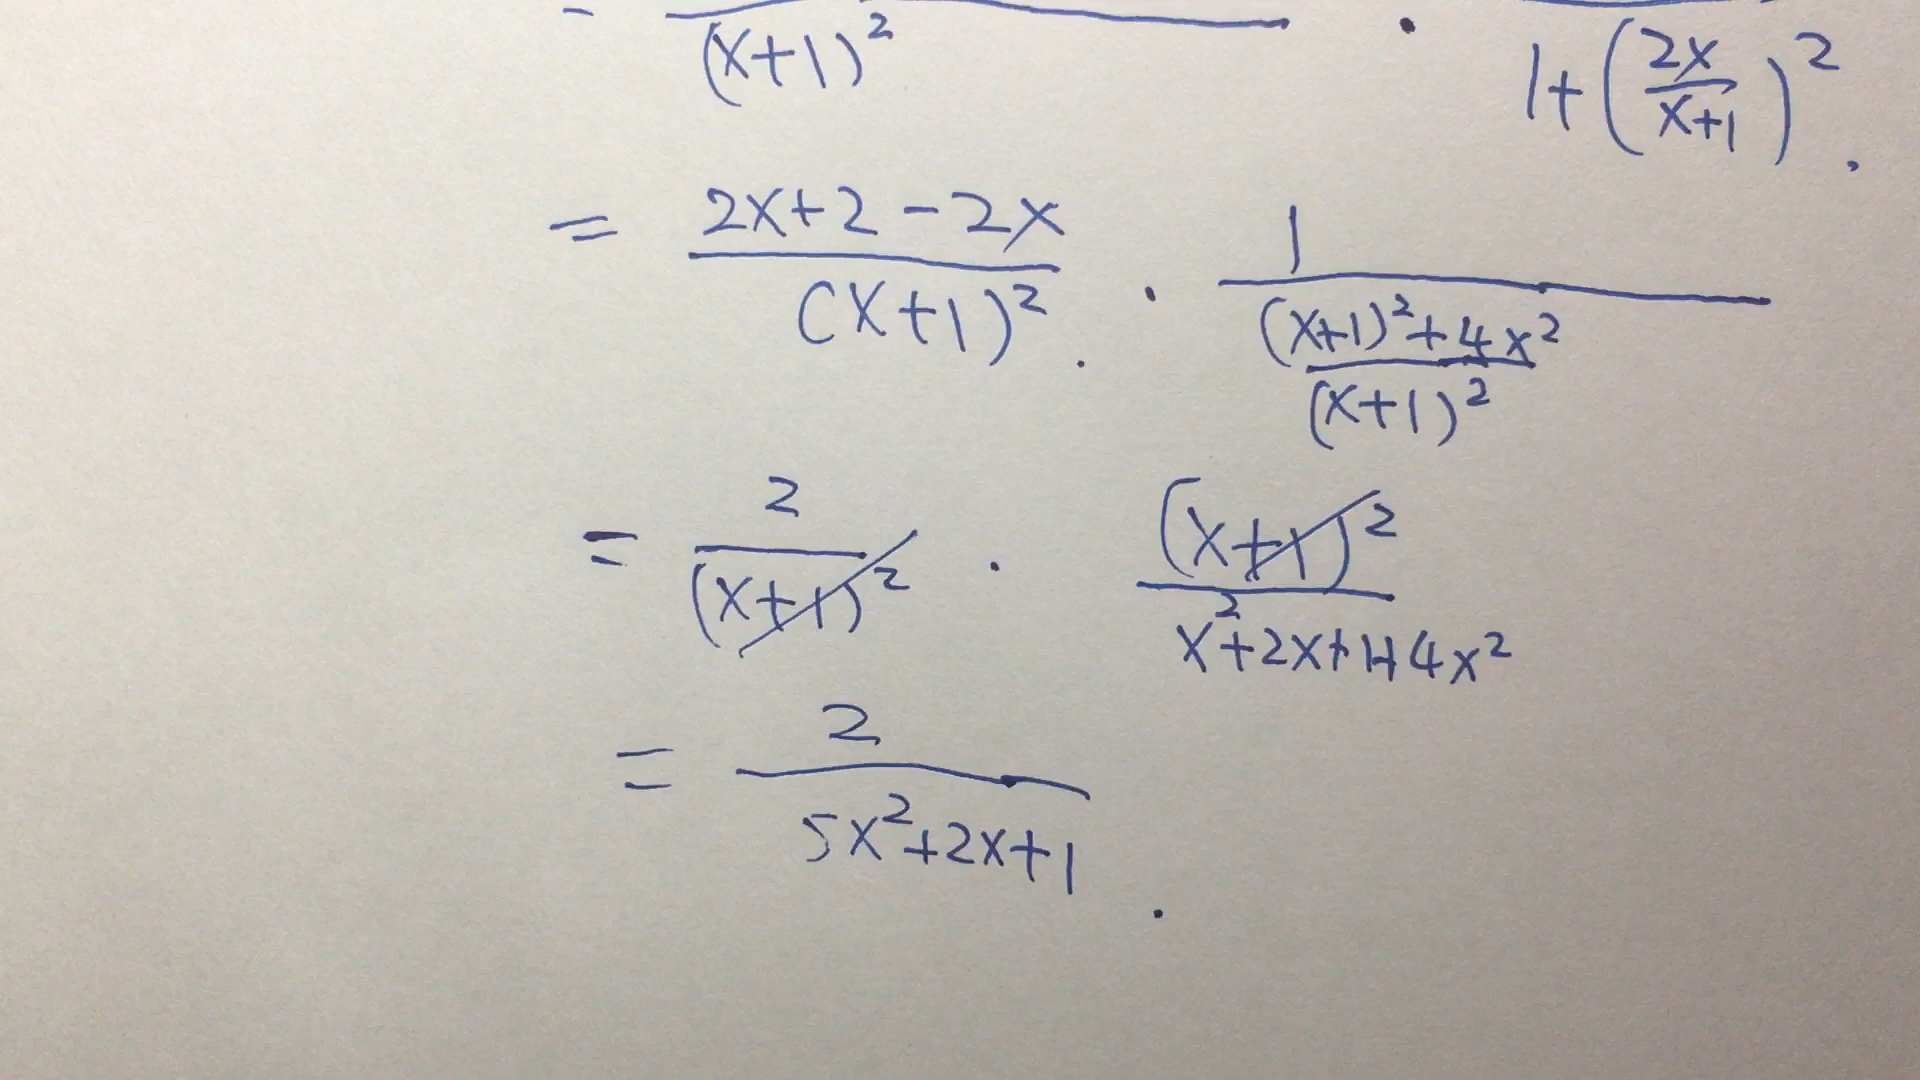 = ―/(x+1)² · ―/1+(2x/x+1)².
= 2x+2-2x/(x+1)². · 1/(x+1)²+4x²/(x+1)²
= 2/(x+1)² · (x+1)²/x²+2x+1+4x²
= 2/5x²+2x+1.